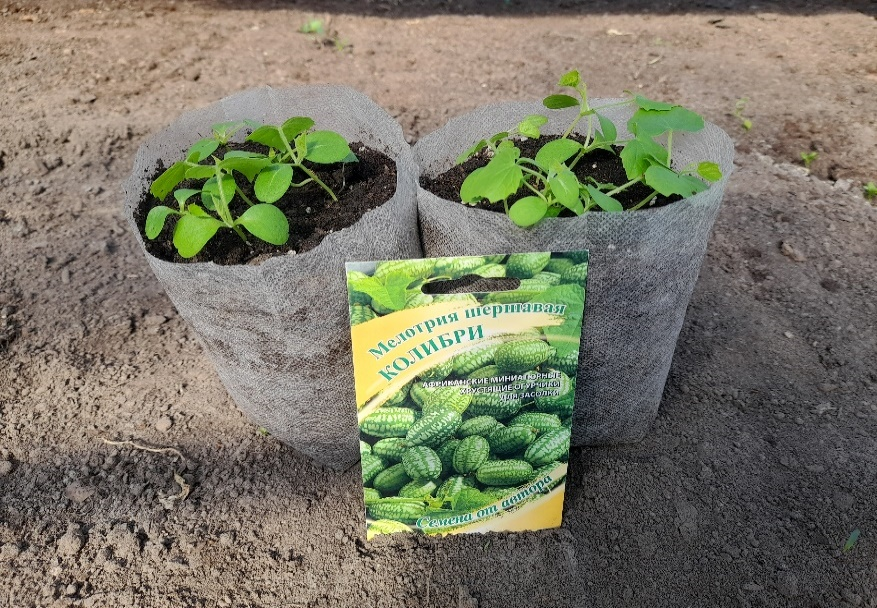 Мелотрия шершавая
КОЛИБРИ
АФРИКАНСКИЕ МИНИАТЮРНЫЕ
ХРУСТЯЩИЕ ОГУРЧИКИ
ДЛЯ ЗАСОЛКИ
Семена от автора